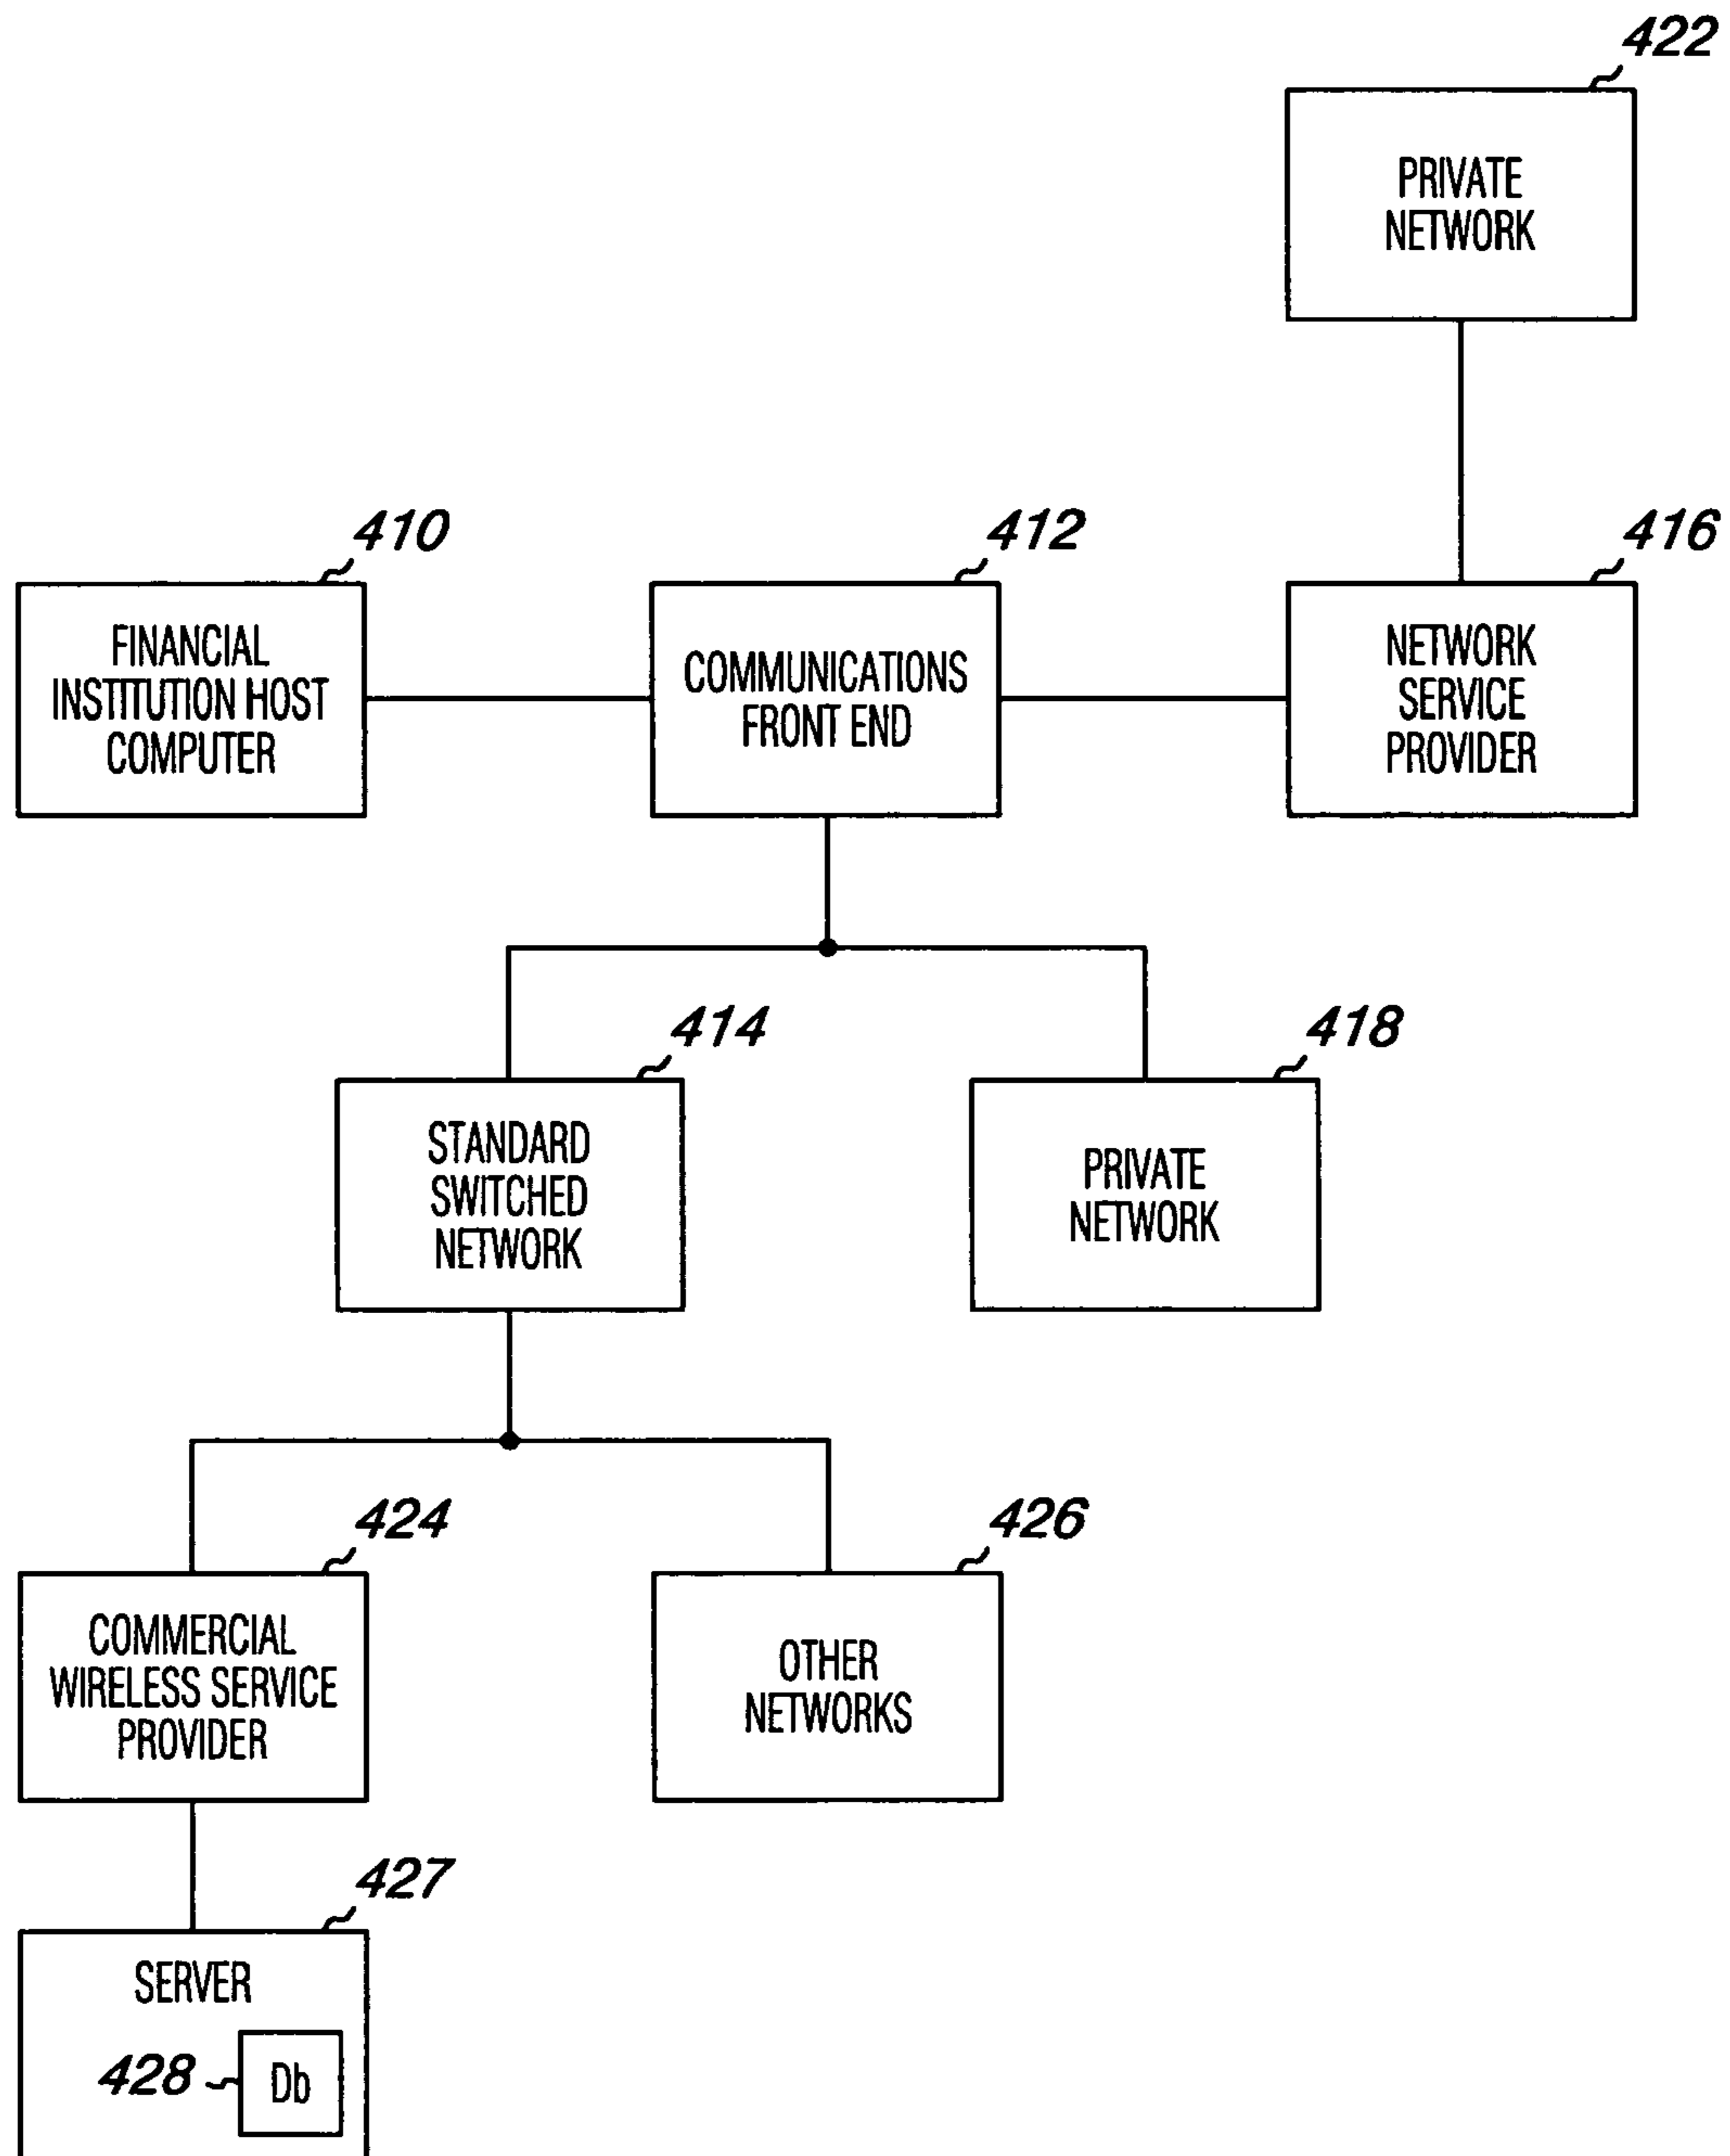 422
PRIVATE
NETWORK
410
412
416
FINANCIAL
INSTITUTION HOST
COMPUTER
COMMUNICATIONS
FRONT END
NETWORK
SERVICE
PROVIDER
414
418
STANDARD
SWITCHED
NETWORK
PRIVATE
NETWORK
424
426
COMMERCIAL
WIRELESS SERVICE
PROVIDER
OTHER
NETWORKS
427
SERVER
428
Db